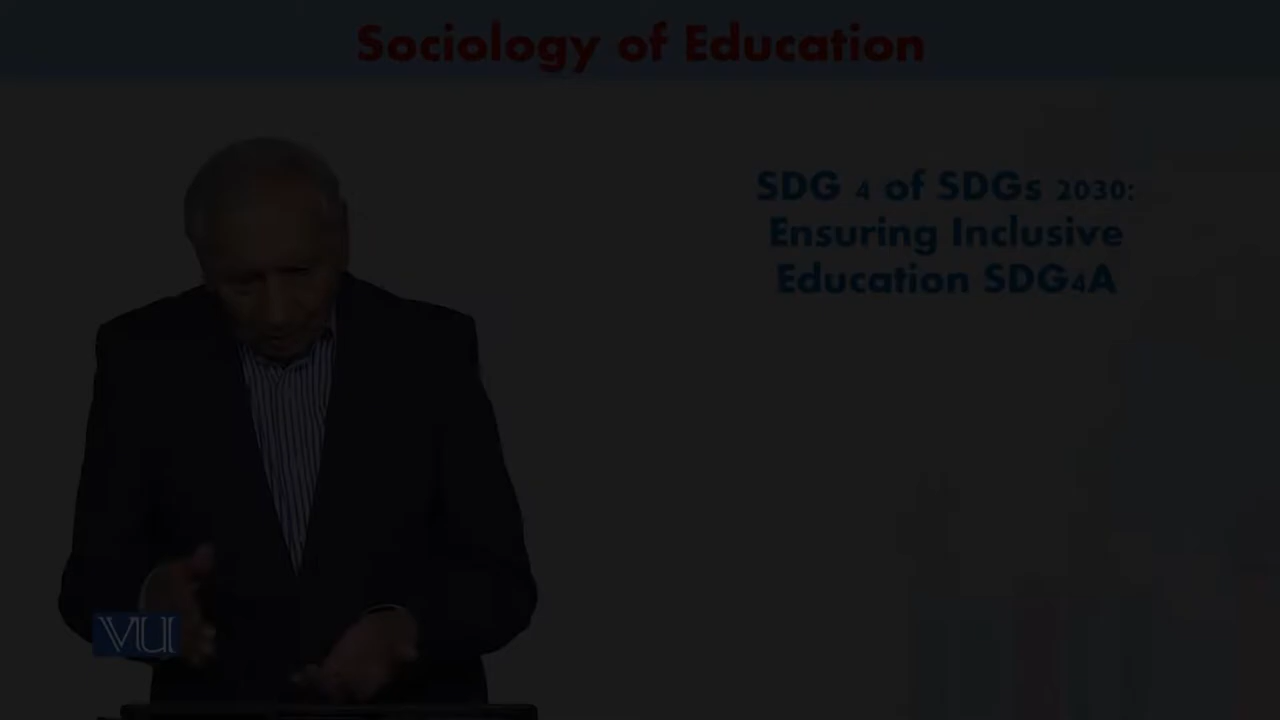 Sociology of Education
SDG 4 of SDGs 2030:
Ensuring Inclusive
Education SDG4A
VU